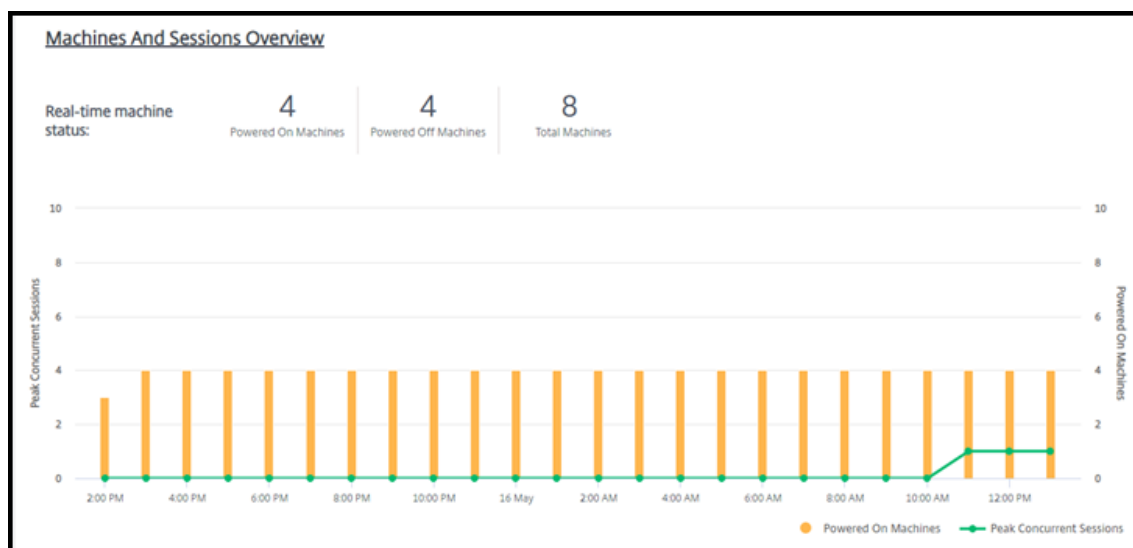 Machines And Sessions Overview
Real-time machine
status:
4
Powered On Machines
4
Powered Off Machines
8
Total Machines
10
8
6
4
2
0
Peak Concurrent Sessions
10
8
6
4
2
0
Powered On Machines
2:00 PM 4:00 PM 6:00 PM 8:00 PM 10:00 PM 16 May 2:00 AM 4:00 AM 6:00 AM 8:00 AM 10:00 AM 12:00 PM
Powered On Machines Peak Concurrent Sessions